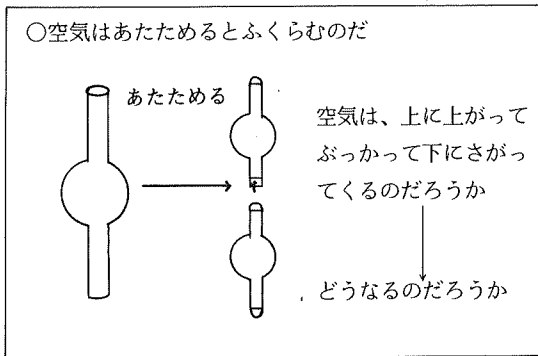 ○空気はあたためるとふくらむのだ
あたためる
空気は、上に上がって
ぶっかって下にさがっ
てくるのだろうか
どうなるのだろうか